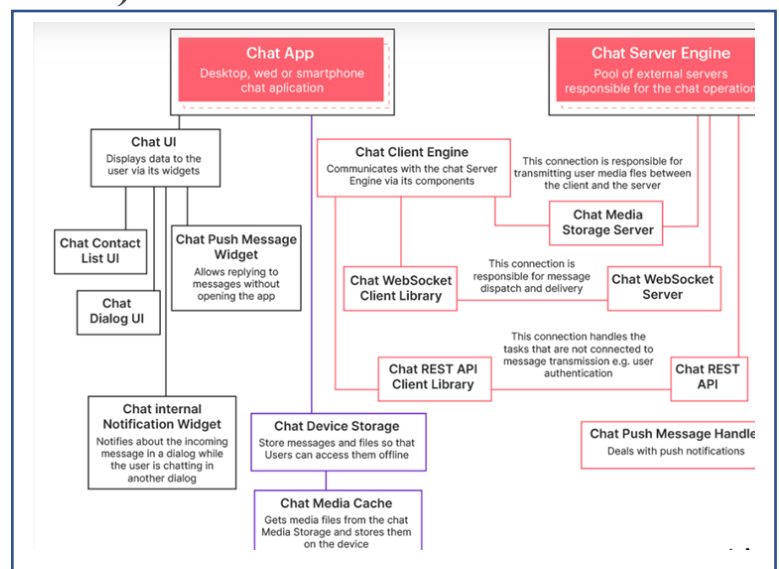 Chat App
Desktop, wed or smartphone
chat aplication
Chat Server Engine
Pool of external servers
responsible for the chat operation
Chat UI
Displays data to the
user via its widgets
Chat Client Engine
Communicates with the chat Server
Engine via its components
This connection is responsible for
transmitting user media fles between
the client and the server
Chat Media
Storage Server
Chat Contact
List UI
Chat Push Message
Widget
Allows replying to
messages without
opening the app
Chat
Dialog UI
Chat WebSocket
Client Library
This connection is
responsible for message
dispatch and delivery
Chat WebSocket
Server
This connection handles the
tasks that are not connected to
message transmission e.g. user
authentication
Chat REST API
Client Library
Chat REST
API
Chat internal
Notification Widget
Notifies about the incoming
message in a dialog while
the user is chatting in
another dialog
Chat Device Storage
Store messages and files so that
Users can access them offline
Chat Push Message Handle
Deals with push notifications
Chat Media Cache
Gets media files from the chat
Media Storage and stores them
on the device